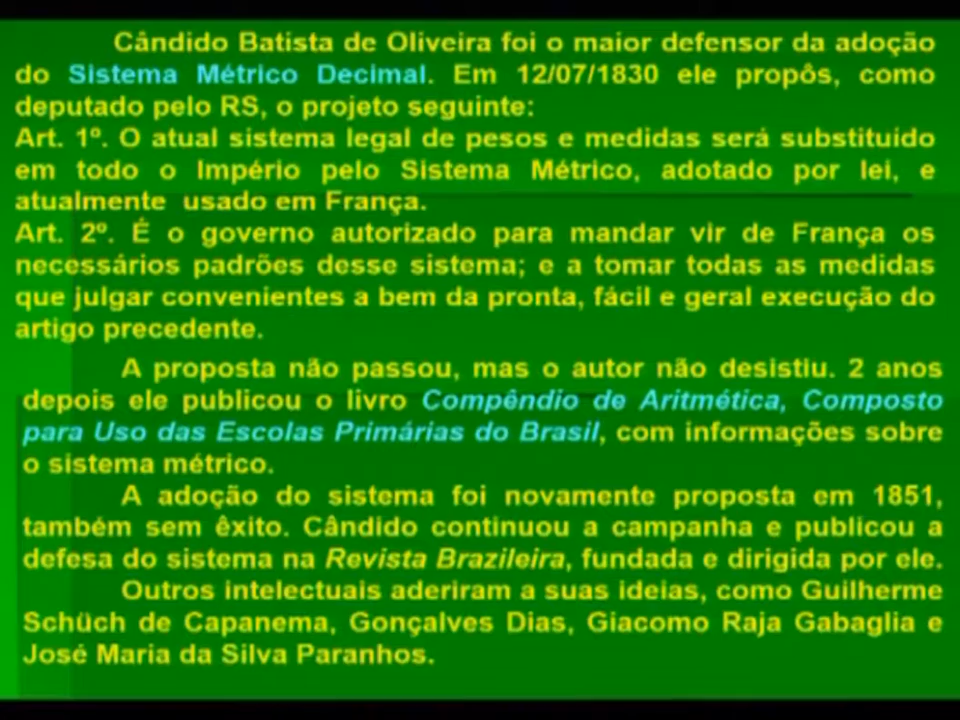 Cândido Batista de Oliveira foi o maior defensor da adoção
do Sistema Métrico Decimal. Em 12/07/1830 ele propôs, como
deputado pelo RS, o projeto seguinte:
Art. 1º. O atual sistema legal de pesos e medidas será substituído
em todo o Império pelo Sistema Métrico, adotado por lei, e
atualmente usado em França.
Art. 2º. É o governo autorizado para mandar vir de França os
necessários padrões desse sistema; e a tomar todas as medidas
que julgar convenientes a bem da pronta, fácil e geral execução do
artigo precedente.
A proposta não passou, mas o autor não desistiu. 2 anos
depois ele publicou o livro Compêndio de Aritmética, Composto
para Uso das Escolas Primárias do Brasil, com informações sobre
o sistema métrico.
A adoção do sistema foi novamente proposta em 1851,
também sem êxito. Cândido continuou a campanha e publicou a
defesa do sistema na Revista Brazileira, fundada e dirigida por ele.
Outros intelectuais aderiram a suas ideias, como Guilherme
Schüch de Capanema, Gonçalves Dias, Giacomo Raja Gabaglia e
José Maria da Silva Paranhos.